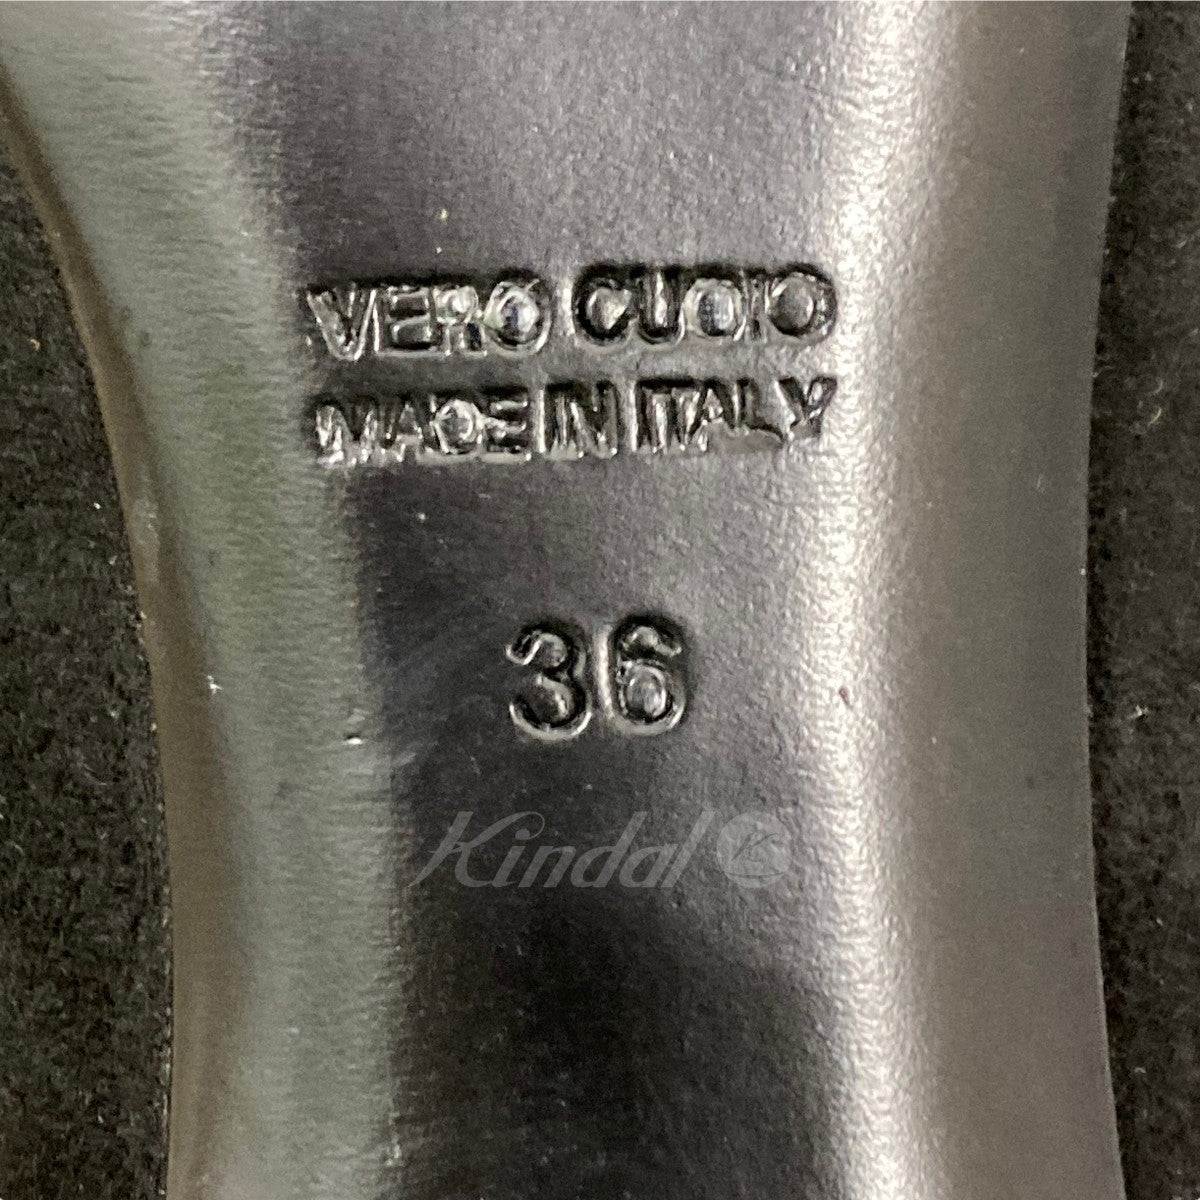 VERO CUOIO
MADE IN ITALY
36
Kindal